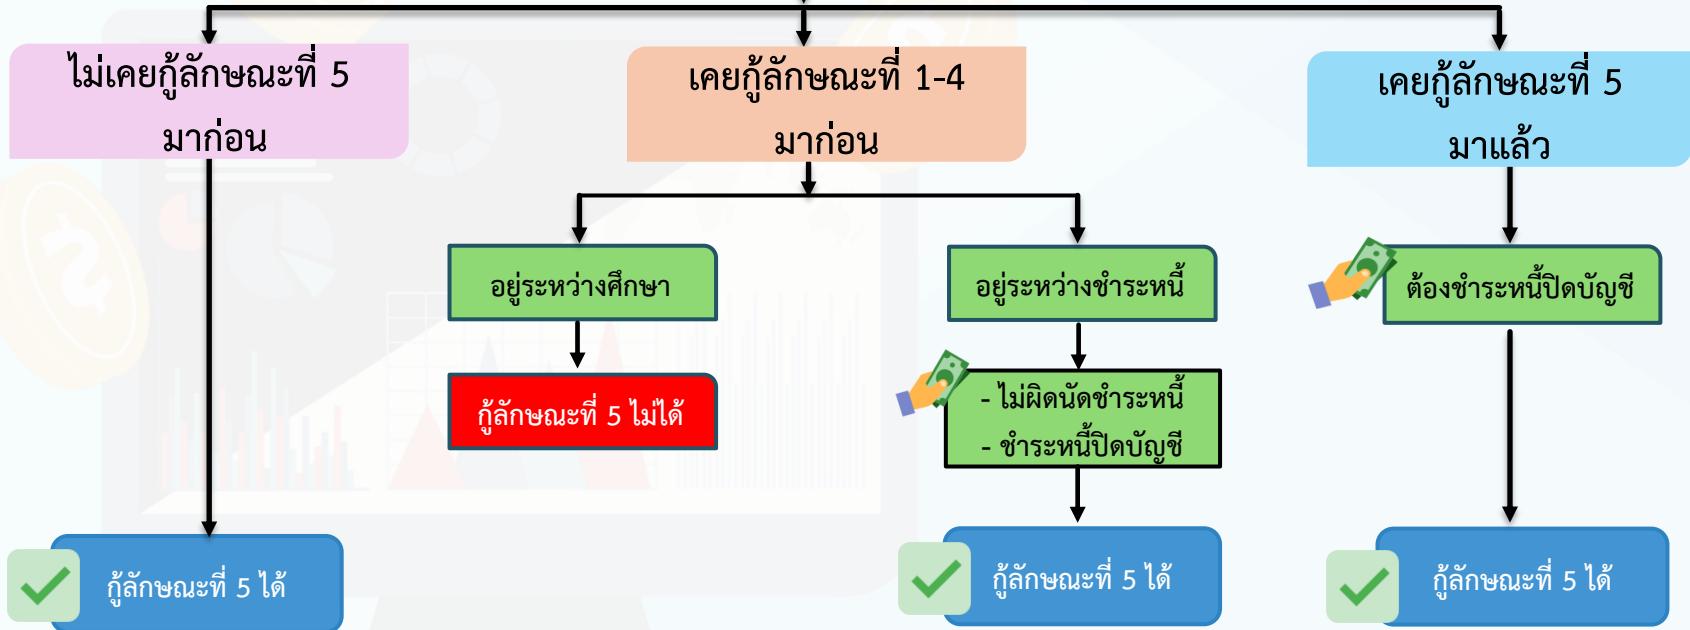 ไม่เคยกู้ลักษณะที่ 5
มาก่อน
เคยกู้ลักษณะที่ 1-4
มาก่อน
เคยกู้ลักษณะที่ 5
มาแล้ว
อยู่ระหว่างศึกษา
อยู่ระหว่างชำระหนี้
ต้องชำระหนี้ปิดบัญชี
กู้ลักษณะที่ 5 ไม่ได้
- ไม่ผิดนัดชำระหนี้
- ชำระหนี้ปิดบัญชี
กู้ลักษณะที่ 5 ได้
กู้ลักษณะที่ 5 ได้
กู้ลักษณะที่ 5 ได้